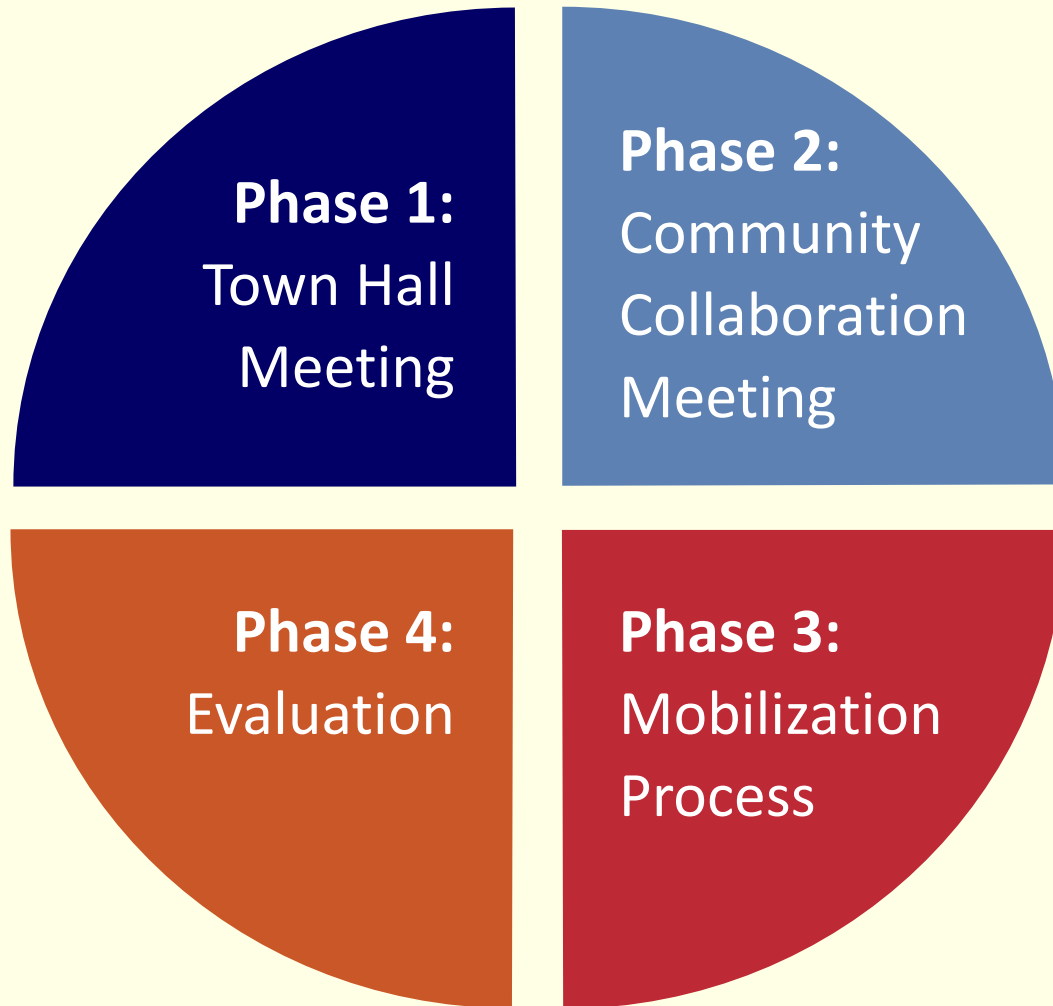 Phase 1:
Town Hall
Meeting
Phase 2:
Community
Collaboration
Meeting
Phase 3:
Mobilization
Process
Phase 4:
Evaluation